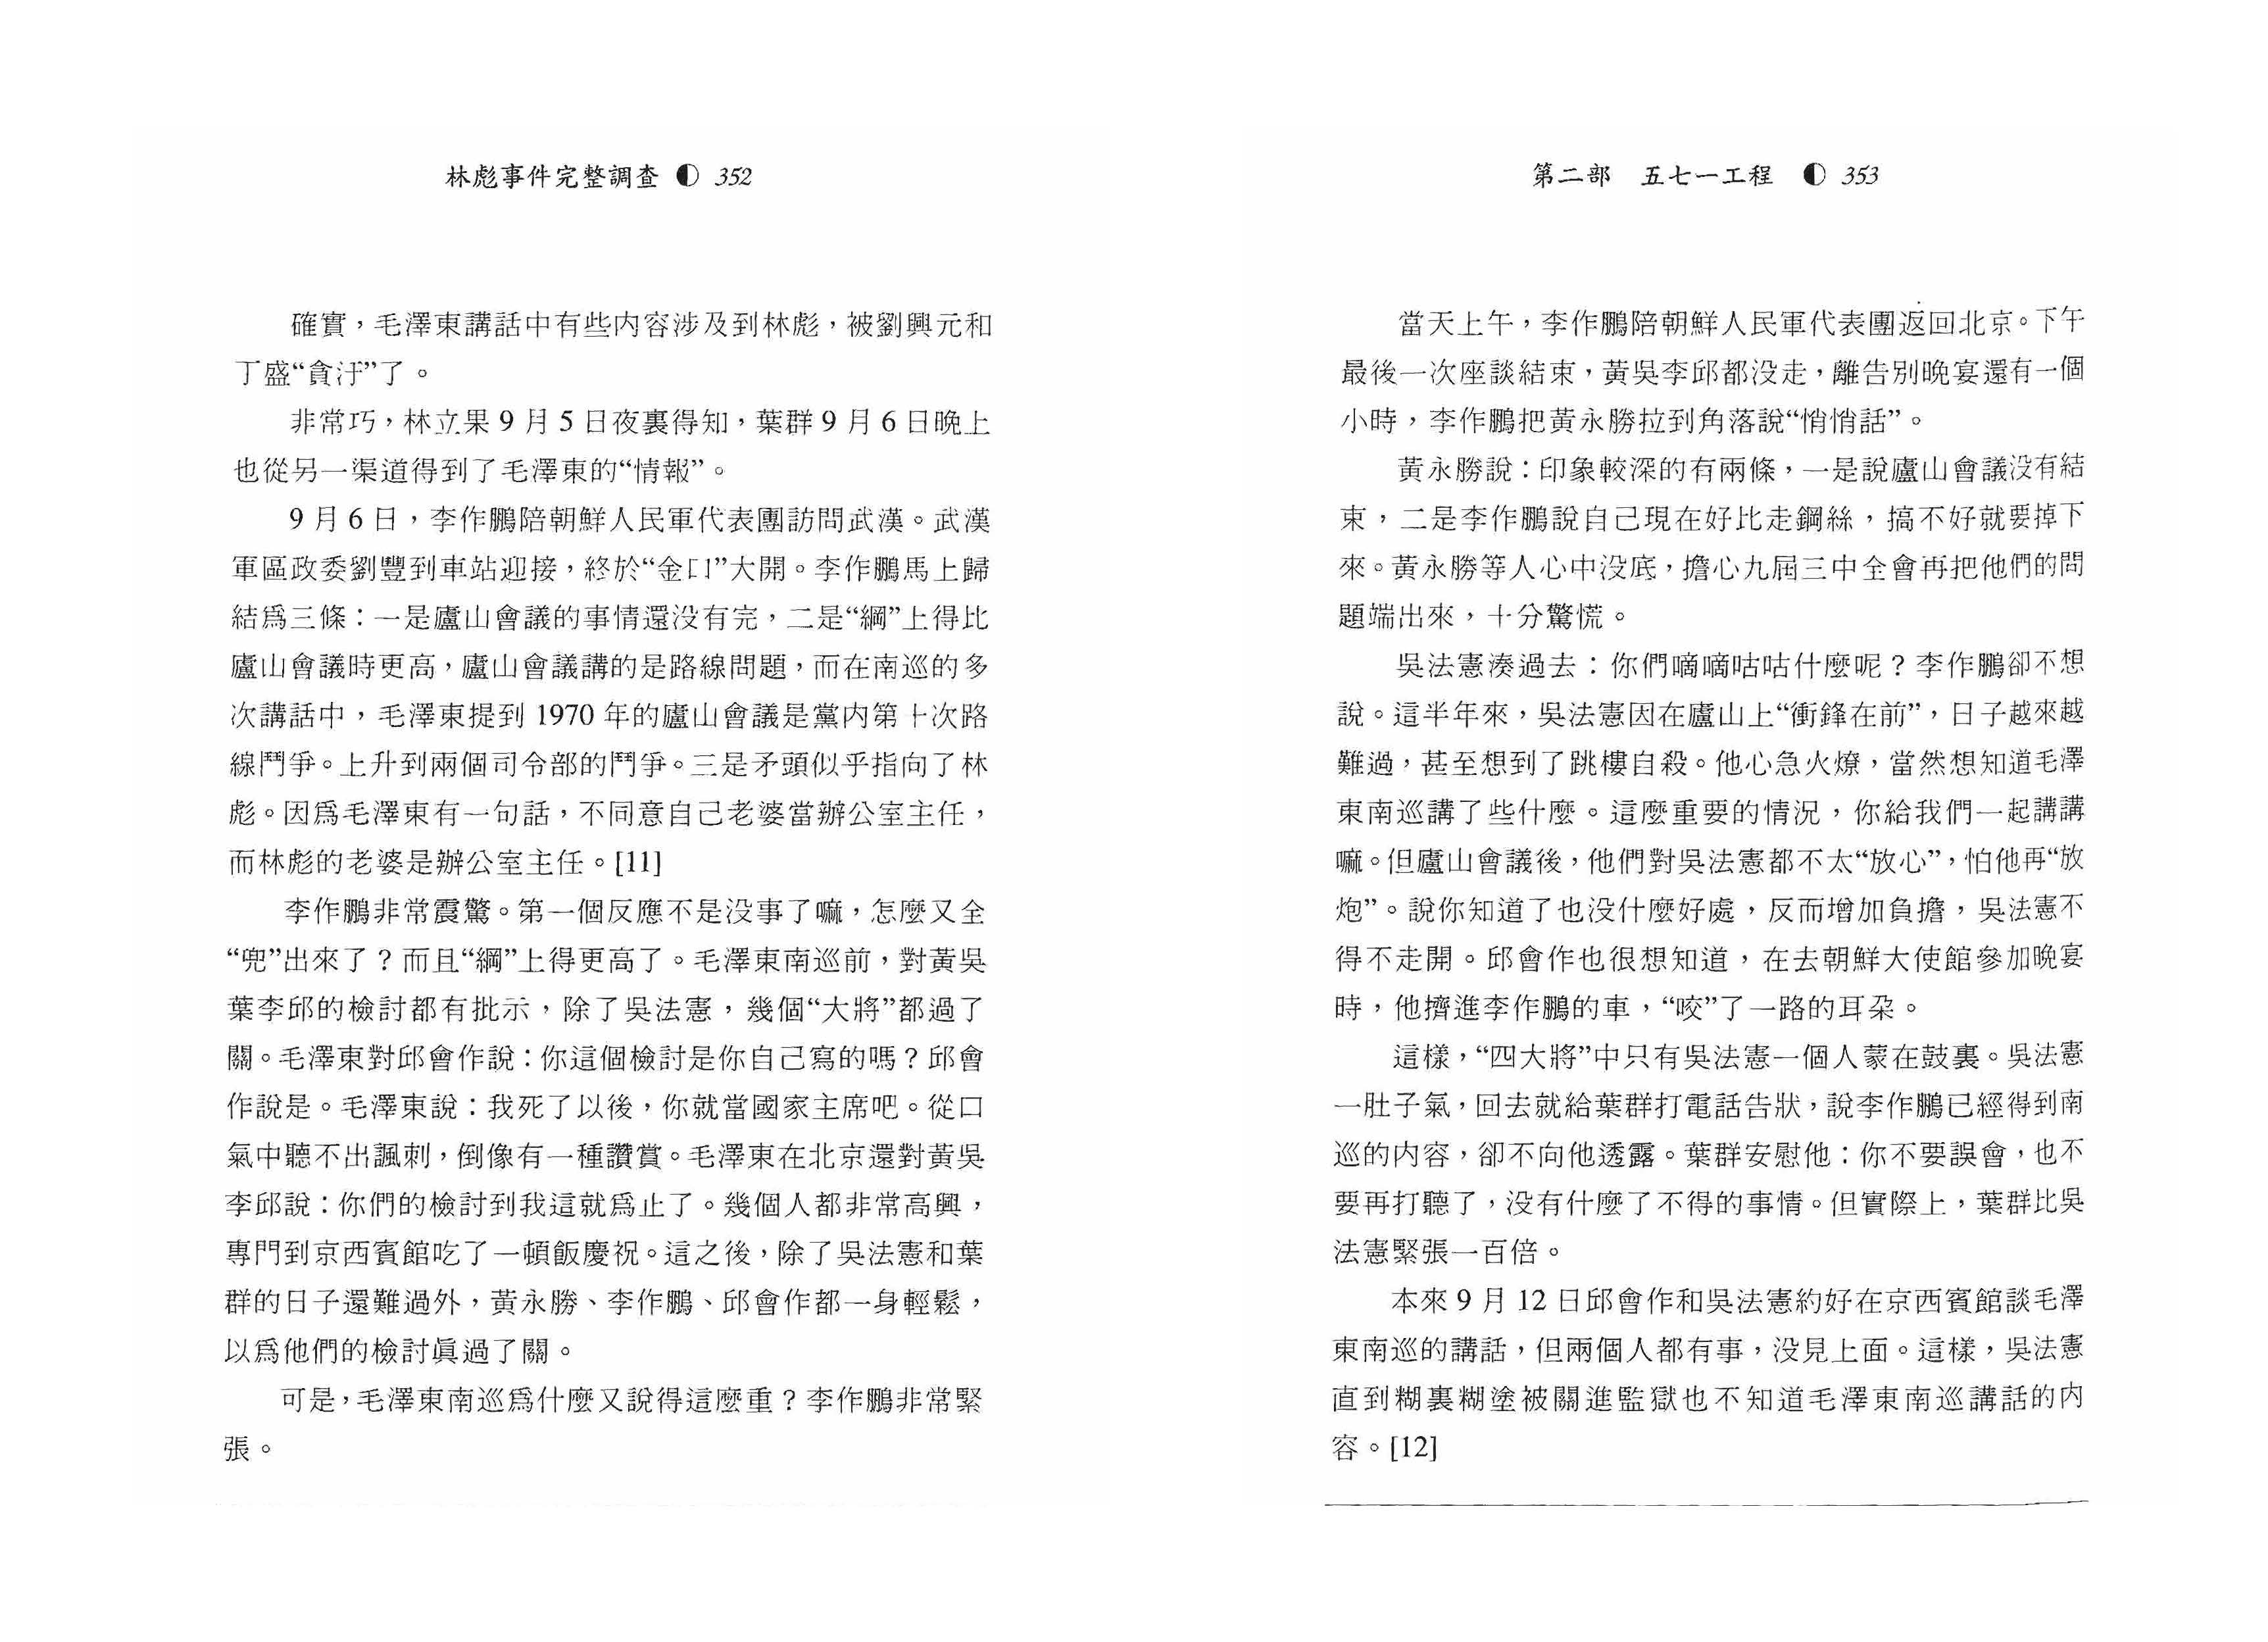 林彪事件完整調查 ◐ 352
確實，毛澤東講話中有些内容涉及到林彪，被劉興元和
丁盛“貪汙”了。
非常巧，林立果 9 月 5 日夜裏得知，葉群 9 月 6 日晚上
也從另一渠道得到了毛澤東的“情報”。
9 月 6 日，李作鵬陪朝鮮人民軍代表團訪問武漢。武漢
軍區政委劉豐到車站迎接，終於“金口”大開。李作鵬馬上歸
結爲三條：一是廬山會議的事情還没有完，二是“綱”上得比
廬山會議時更高，廬山會議講的是路線問題，而在南巡的多
次講話中，毛澤東提到 1970 年的廬山會議是黨内第十次路
線鬥爭。上升到兩個司令部的鬥爭。三是矛頭似乎指向了林
彪。因爲毛澤東有一句話，不同意自己老婆當辦公室主任，
而林彪的老婆是辦公室主任。[11]
李作鵬非常震驚。第一個反應不是没事了嘛，怎麼又全
“兜”出來了？而且“綱”上得更高了。毛澤東南巡前，對黃吳
葉李邱的檢討都有批示，除了吳法憲，幾個“大將”都過了
關。毛澤東對邱會作說：你這個檢討是你自己寫的嗎？邱會
作說是。毛澤東說：我死了以後，你就當國家主席吧。從口
氣中聽不出諷刺，倒像有一種讚賞。毛澤東在北京還對黃吳
李邱說：你們的檢討到我這就爲止了。幾個人都非常高興，
專門到京西賓館吃了一頓飯慶祝。這之後，除了吳法憲和葉
群的日子還難過外，黃永勝、李作鵬、邱會作都一身輕鬆，
以爲他們的檢討眞過了關。
可是，毛澤東南巡爲什麼又說得這麼重？李作鵬非常緊
張。
第二部 五七一工程 ◐ 353
當天上午，李作鵬陪朝鮮人民軍代表團返回北京。下午
最後一次座談結束，黃吳李邱都没走，離告別晚宴還有一個
小時，李作鵬把黃永勝拉到角落說“悄悄話”。
黃永勝說：印象較深的有兩條，一是說廬山會議没有結
束，二是李作鵬說自己現在好比走鋼絲，搞不好就要掉下
來。黃永勝等人心中没底，擔心九屆三中全會再把他們的問
題端出來，十分驚慌。
吳法憲湊過去：你們嘀嘀咕咕什麼呢？李作鵬卻不想
說。這半年來，吳法憲因在廬山上“衝鋒在前”，日子越來越
難過，甚至想到了跳樓自殺。他心急火燎，當然想知道毛澤
東南巡講了些什麼。這麼重要的情況，你給我們一起講講
嘛。但廬山會議後，他們對吳法憲都不太“放心”，怕他再“放
炮”。說你知道了也没什麼好處，反而增加負擔，吳法憲不
得不走開。邱會作也很想知道，在去朝鮮大使館參加晚宴
時，他擠進李作鵬的車，“咬”了一路的耳朵。
這樣，“四大將”中只有吳法憲一個人蒙在鼓裏。吳法憲
一肚子氣，回去就給葉群打電話告狀，說李作鵬已經得到南
巡的内容，卻不向他透露。葉群安慰他：你不要誤會，也不
要再打聽了，没有什麼了不得的事情。但實際上，葉群比吳
法憲緊張一百倍。
本來 9 月 12 日邱會作和吳法憲約好在京西賓館談毛澤
東南巡的講話，但兩個人都有事，没見上面。這樣，吳法憲
直到糊裏糊塗被關進監獄也不知道毛澤東南巡講話的内
容。[12]